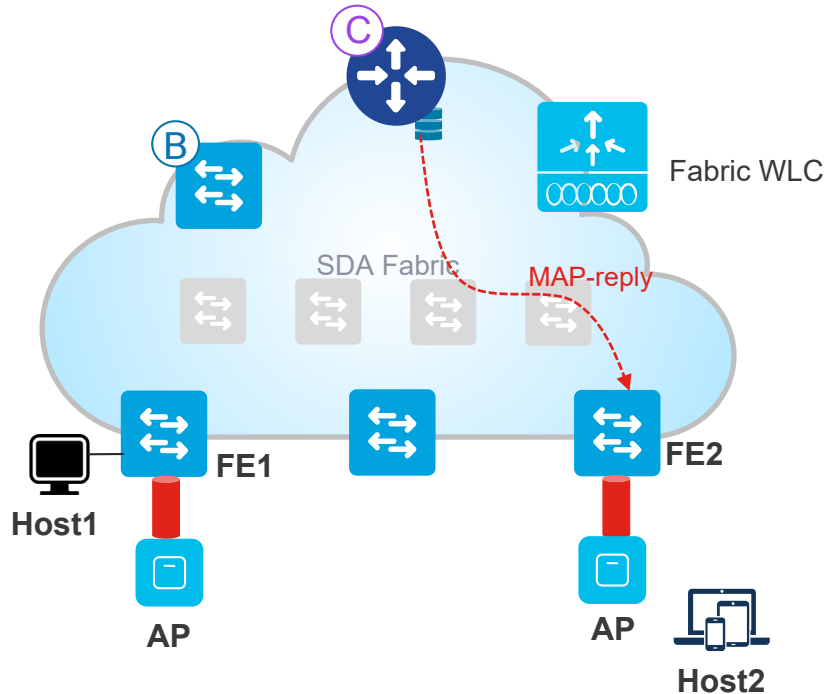 C
B
Fabric WLC
SDA Fabric
MAP-reply
FE1
FE2
Host1
AP
AP
Host2